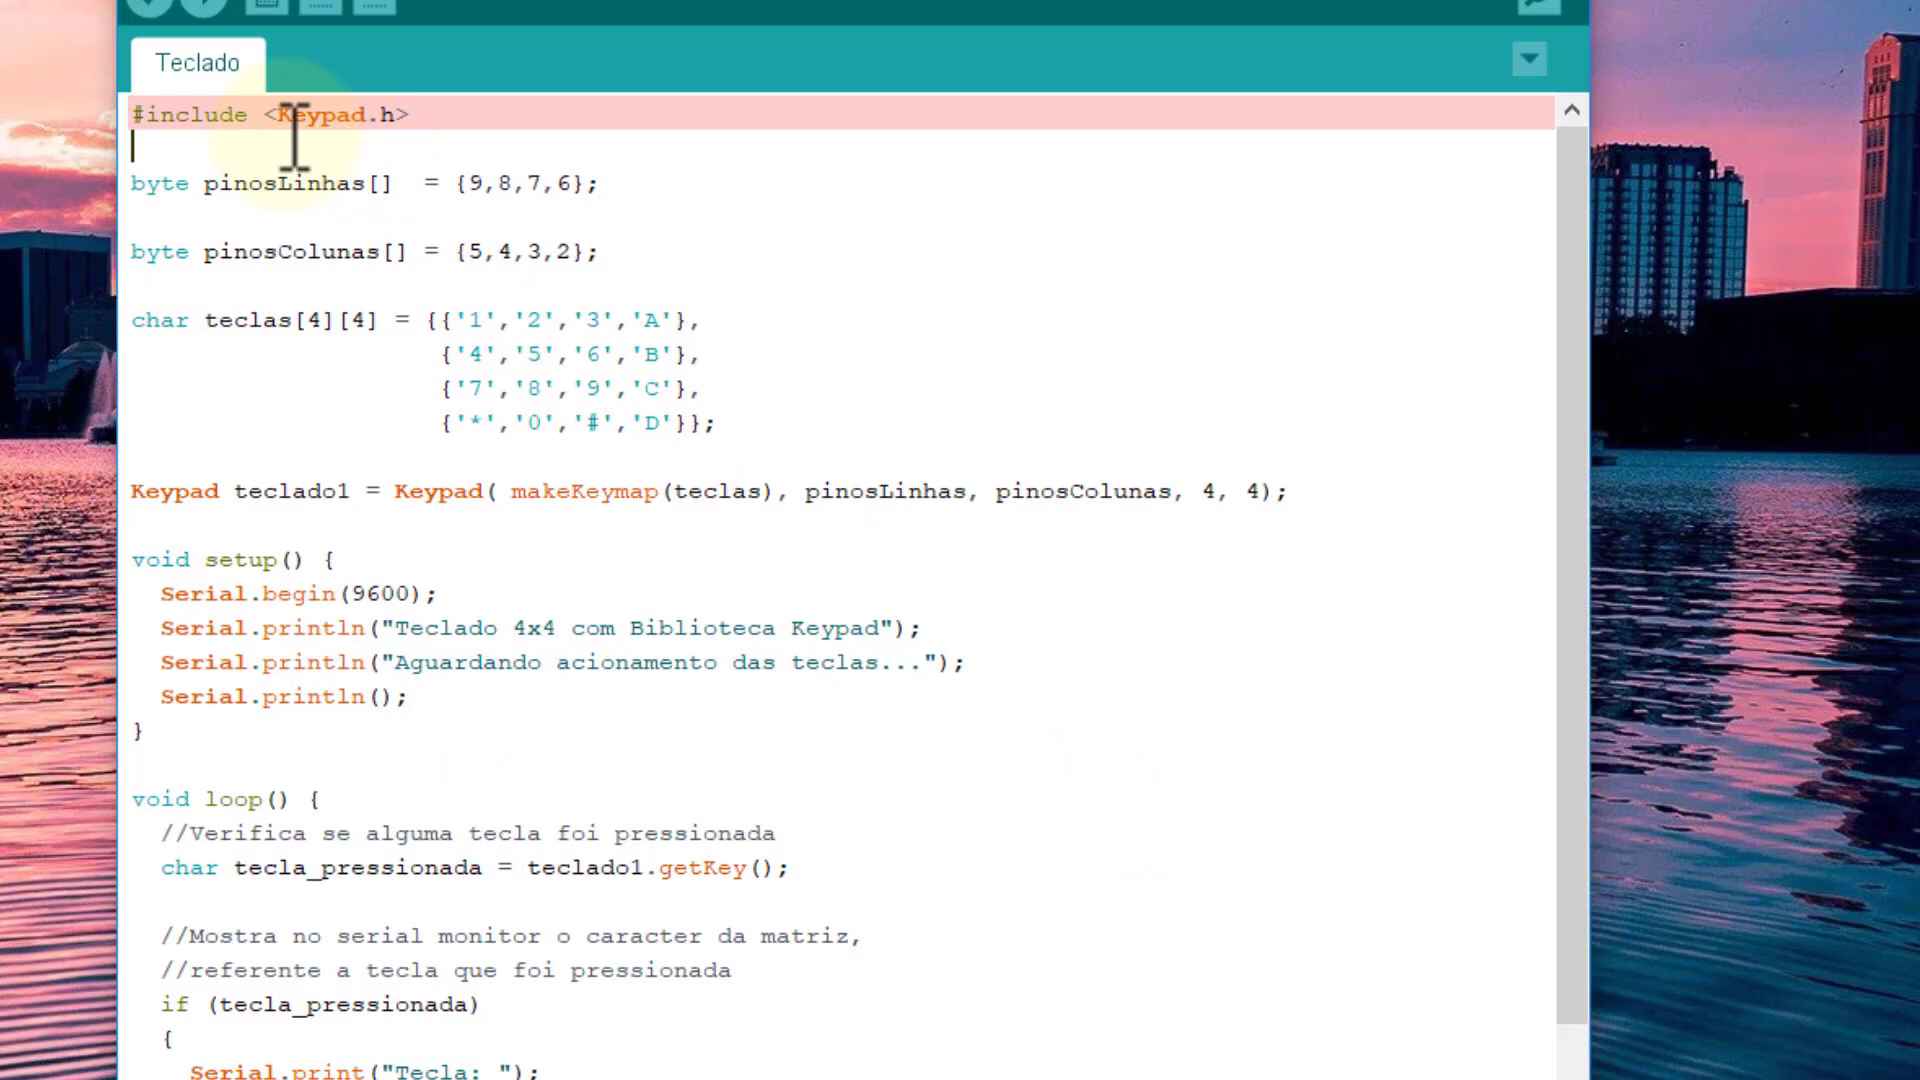 Teclado
#include <Keypad.h>
byte pinosLinhas[]  = {9,8,7,6};
byte pinosColunas[] = {5,4,3,2};
char teclas[4][4] = {{'1','2','3','A'},
{'4','5','6','B'},
{'7','8','9','C'},
{'*','0','#','D'}};
Keypad teclado1 = Keypad( makeKeymap(teclas), pinosLinhas, pinosColunas, 4, 4);
void setup() {
Serial.begin(9600);
Serial.println("Teclado 4x4 com Biblioteca Keypad");
Serial.println("Aguardando acionamento das teclas...");
Serial.println();
}
void loop() {
//Verifica se alguma tecla foi pressionada
char tecla_pressionada = teclado1.getKey();
//Mostra no serial monitor o caracter da matriz,
//referente a tecla que foi pressionada
if (tecla_pressionada)
{
Serial.print("Tecla: ");